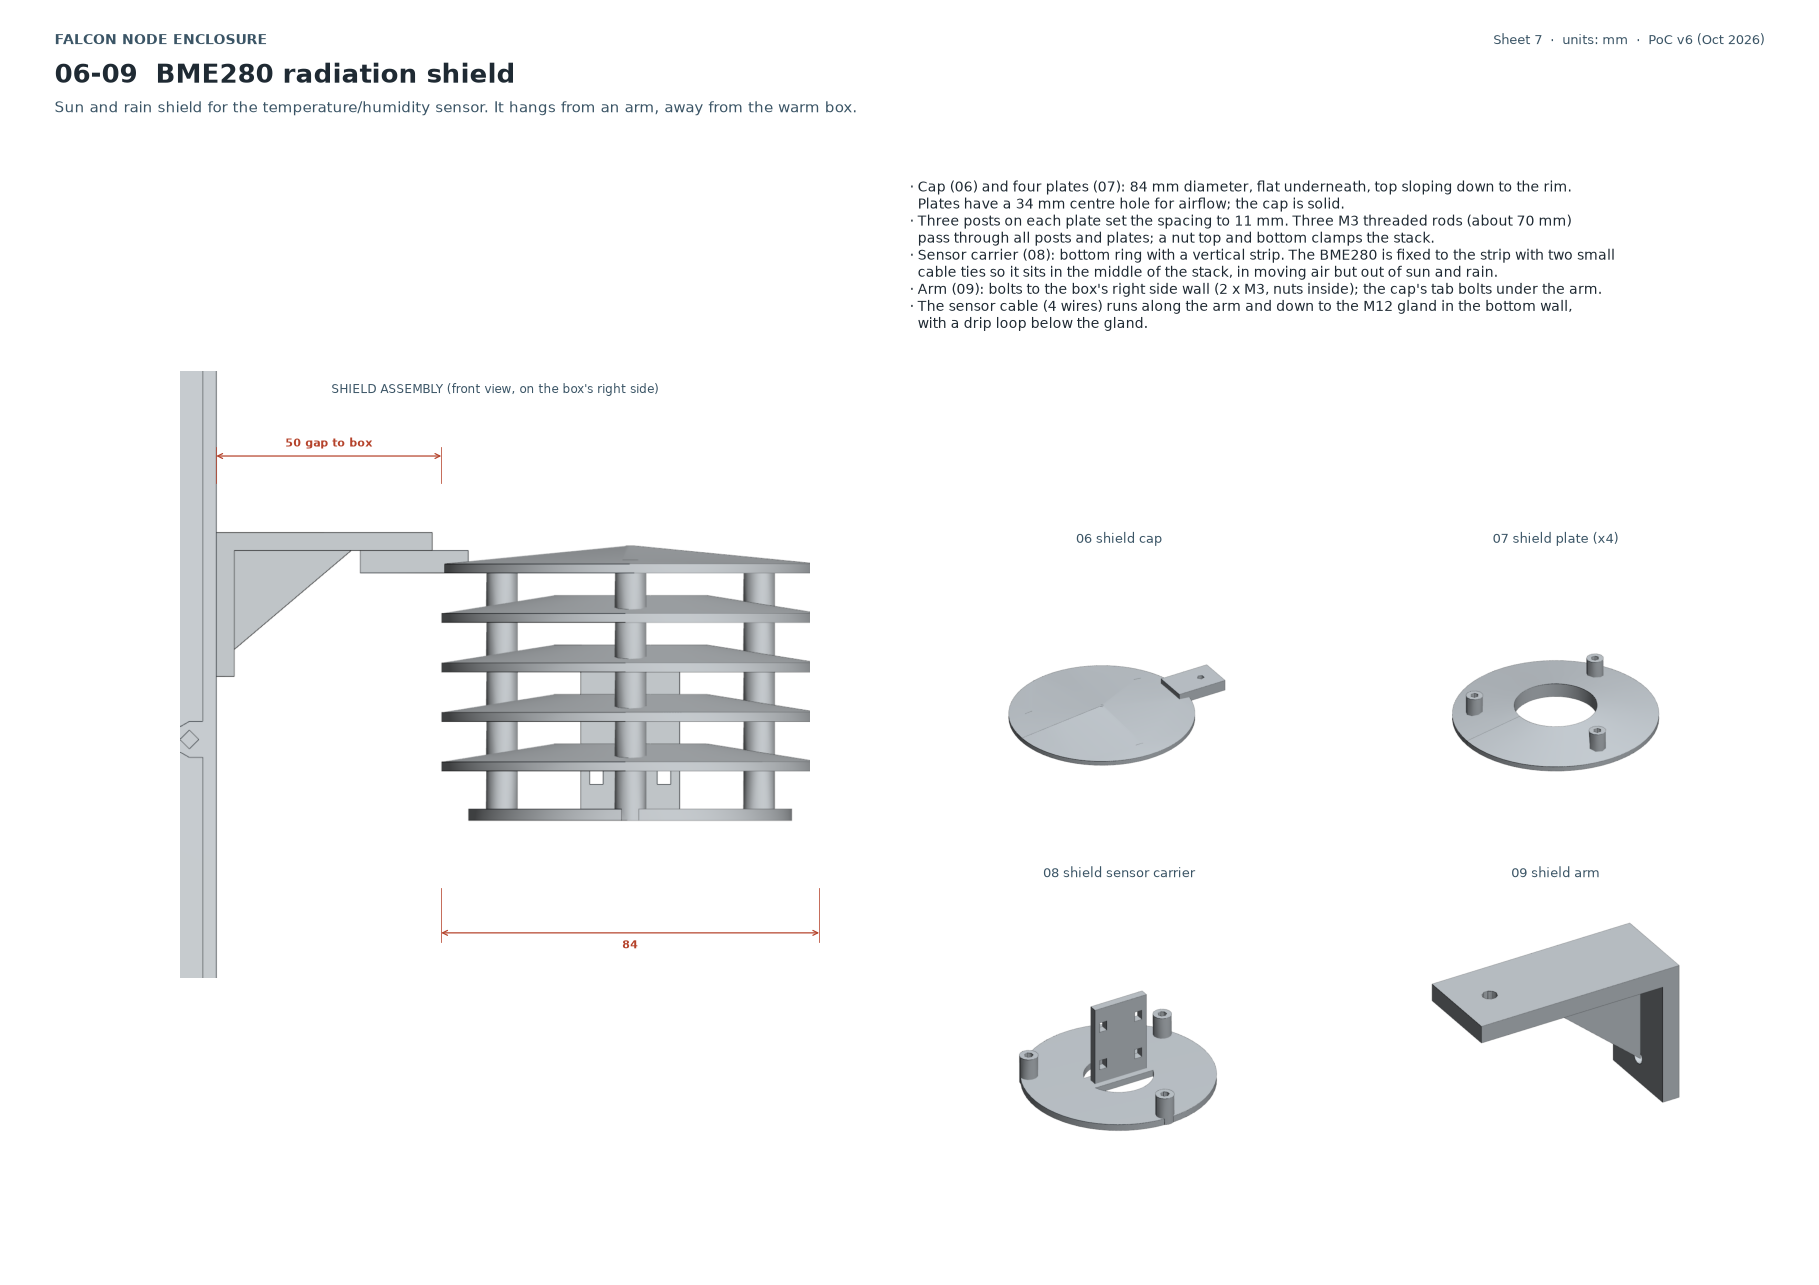 FALCON NODE ENCLOSURE
Sheet 7 · units: mm · PoC v6 (Oct 2026)
06-09 BME280 radiation shield
Sun and rain shield for the temperature/humidity sensor. It hangs from an arm, away from the warm box.
· Cap (06) and four plates (07): 84 mm diameter, flat underneath, top sloping down to the rim.
Plates have a 34 mm centre hole for airflow; the cap is solid.
· Three posts on each plate set the spacing to 11 mm. Three M3 threaded rods (about 70 mm)
pass through all posts and plates; a nut top and bottom clamps the stack.
· Sensor carrier (08): bottom ring with a vertical strip. The BME280 is fixed to the strip with two small
cable ties so it sits in the middle of the stack, in moving air but out of sun and rain.
· Arm (09): bolts to the box's right side wall (2 x M3, nuts inside); the cap's tab bolts under the arm.
· The sensor cable (4 wires) runs along the arm and down to the M12 gland in the bottom wall,
with a drip loop below the gland.
SHIELD ASSEMBLY (front view, on the box's right side)
50 gap to box
84
06 shield cap
07 shield plate (x4)
08 shield sensor carrier
09 shield arm